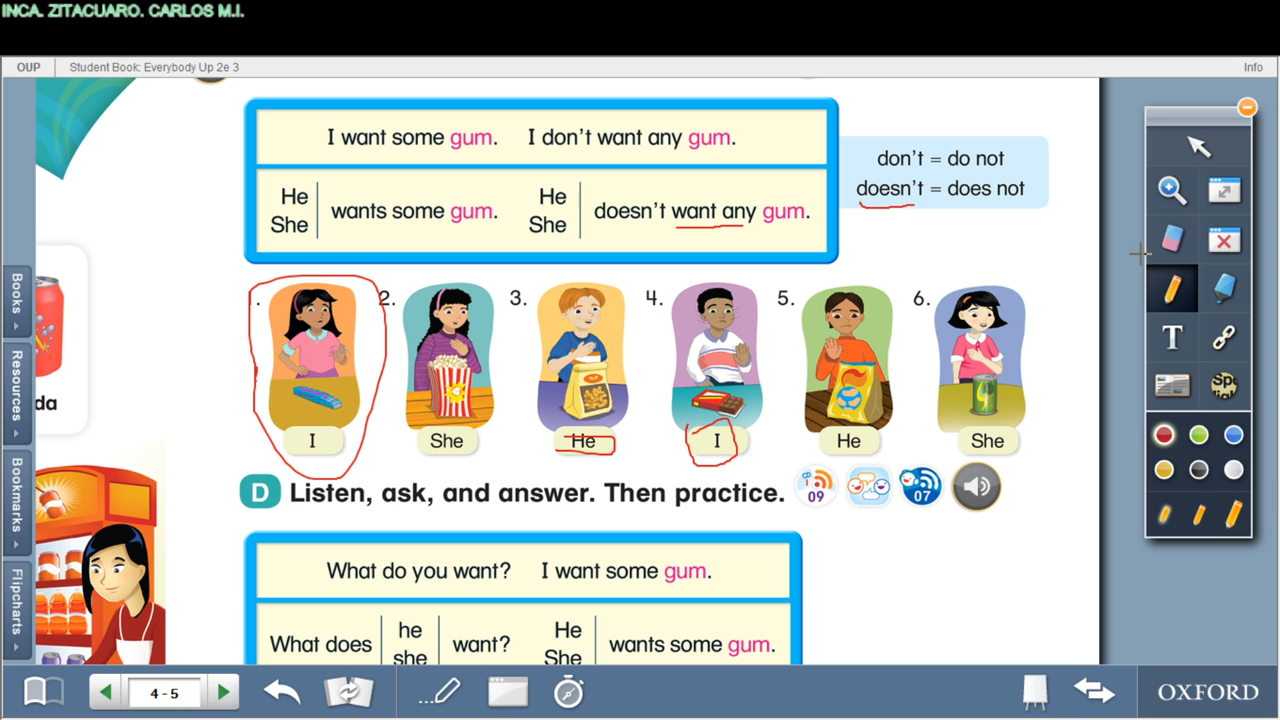 INCA. ZITACUARO. CARLOS M.I.
OUP Student Book: Everybody Up 2e 3 Info
I want some gum. I don't want any gum.
He
She
wants some gum.
He
She
doesn't want any gum.
don't = do not
doesn't = does not
1. 2. 3. 4. 5. 6.
I She He I He She
D Listen, ask, and answer. Then practice. 09 07
What do you want? I want some gum.
What does
he
she
want?
He
She
wants some gum.
da
Books
Resources
Bookmarks
Flipcharts
T
Sp
4 - 5
OXFORD